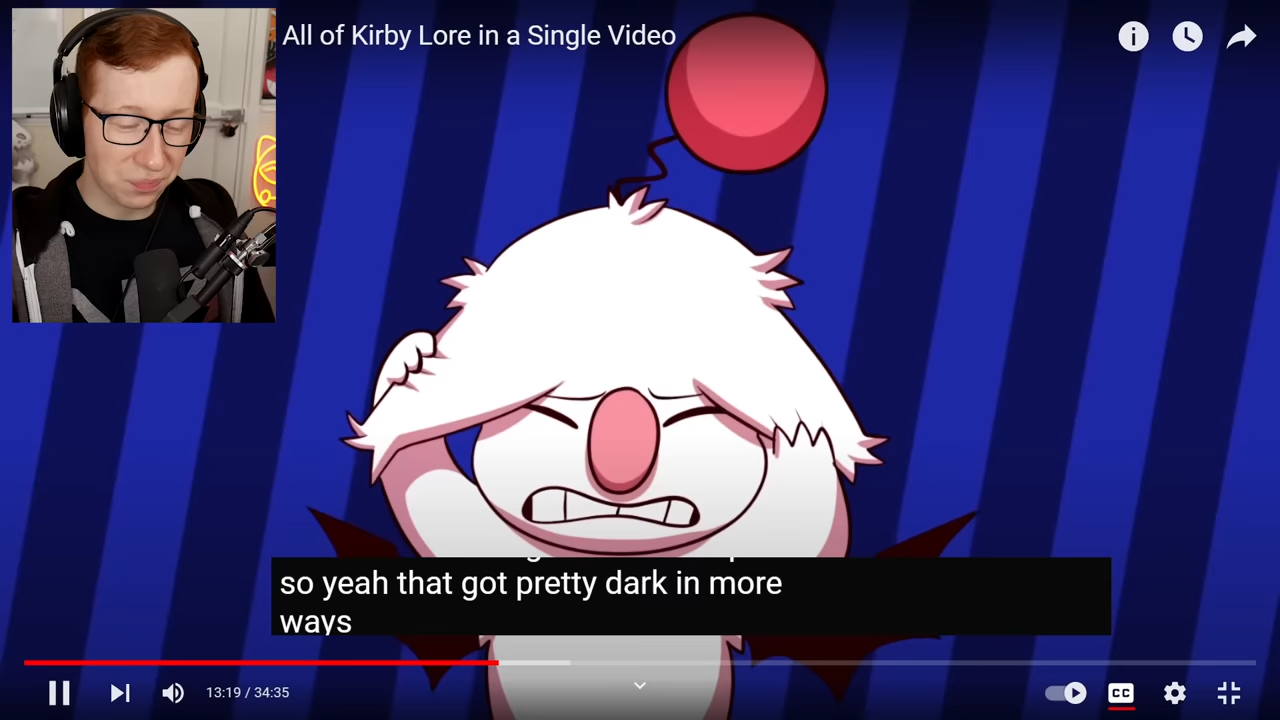 All of Kirby Lore in a Single Video
so yeah that got pretty dark in more
ways
13:19 / 34:35
CC